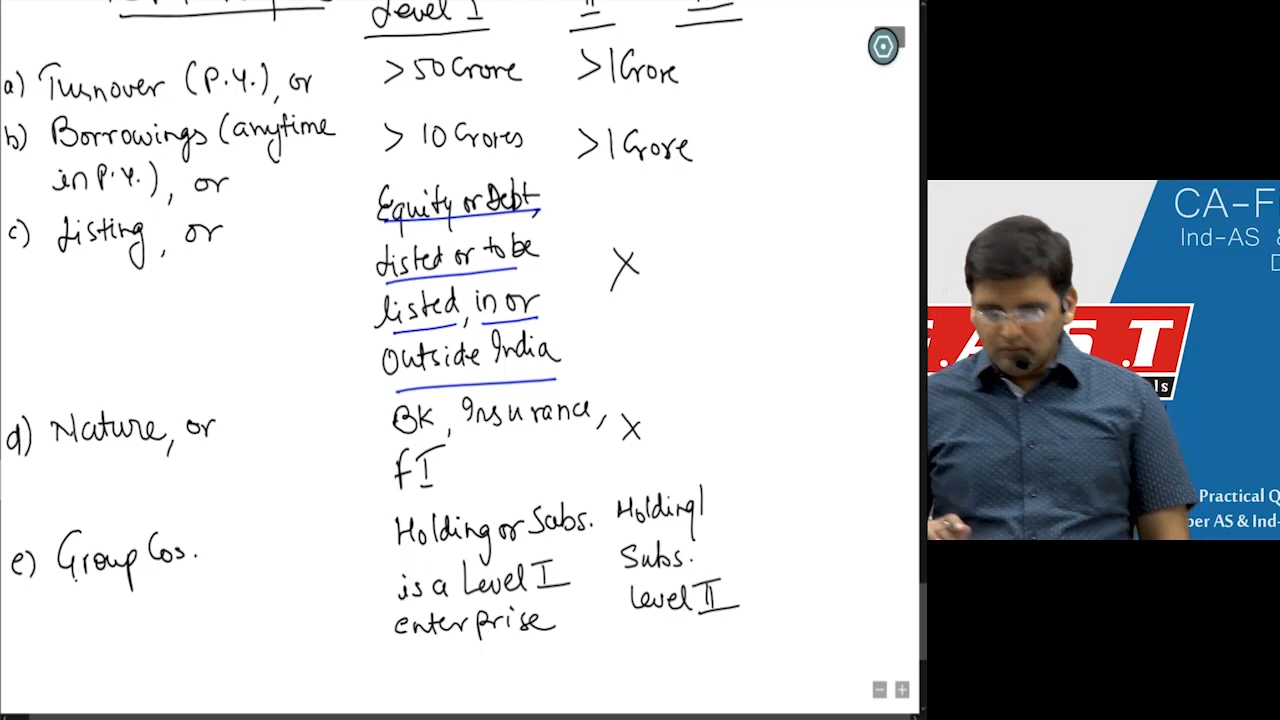 Level I II
a) Turnover (P.Y.), or >50 Crore >1 Crore
b) Borrowings (anytime > 10 Crores >1 Crore
in P.Y.), or
c) Listing, or Equity or Debt,
Listed or to be X
listed, in or
Outside India
d) Nature, or BK, Insurance, X
FI
e) Group Cos. Holding or Subs. Holding/
is a Level I Subs.
enterprise Level II
CA-F
Ind-AS &
D
F.A.S.T
ls
Practical Q
per AS & Ind-